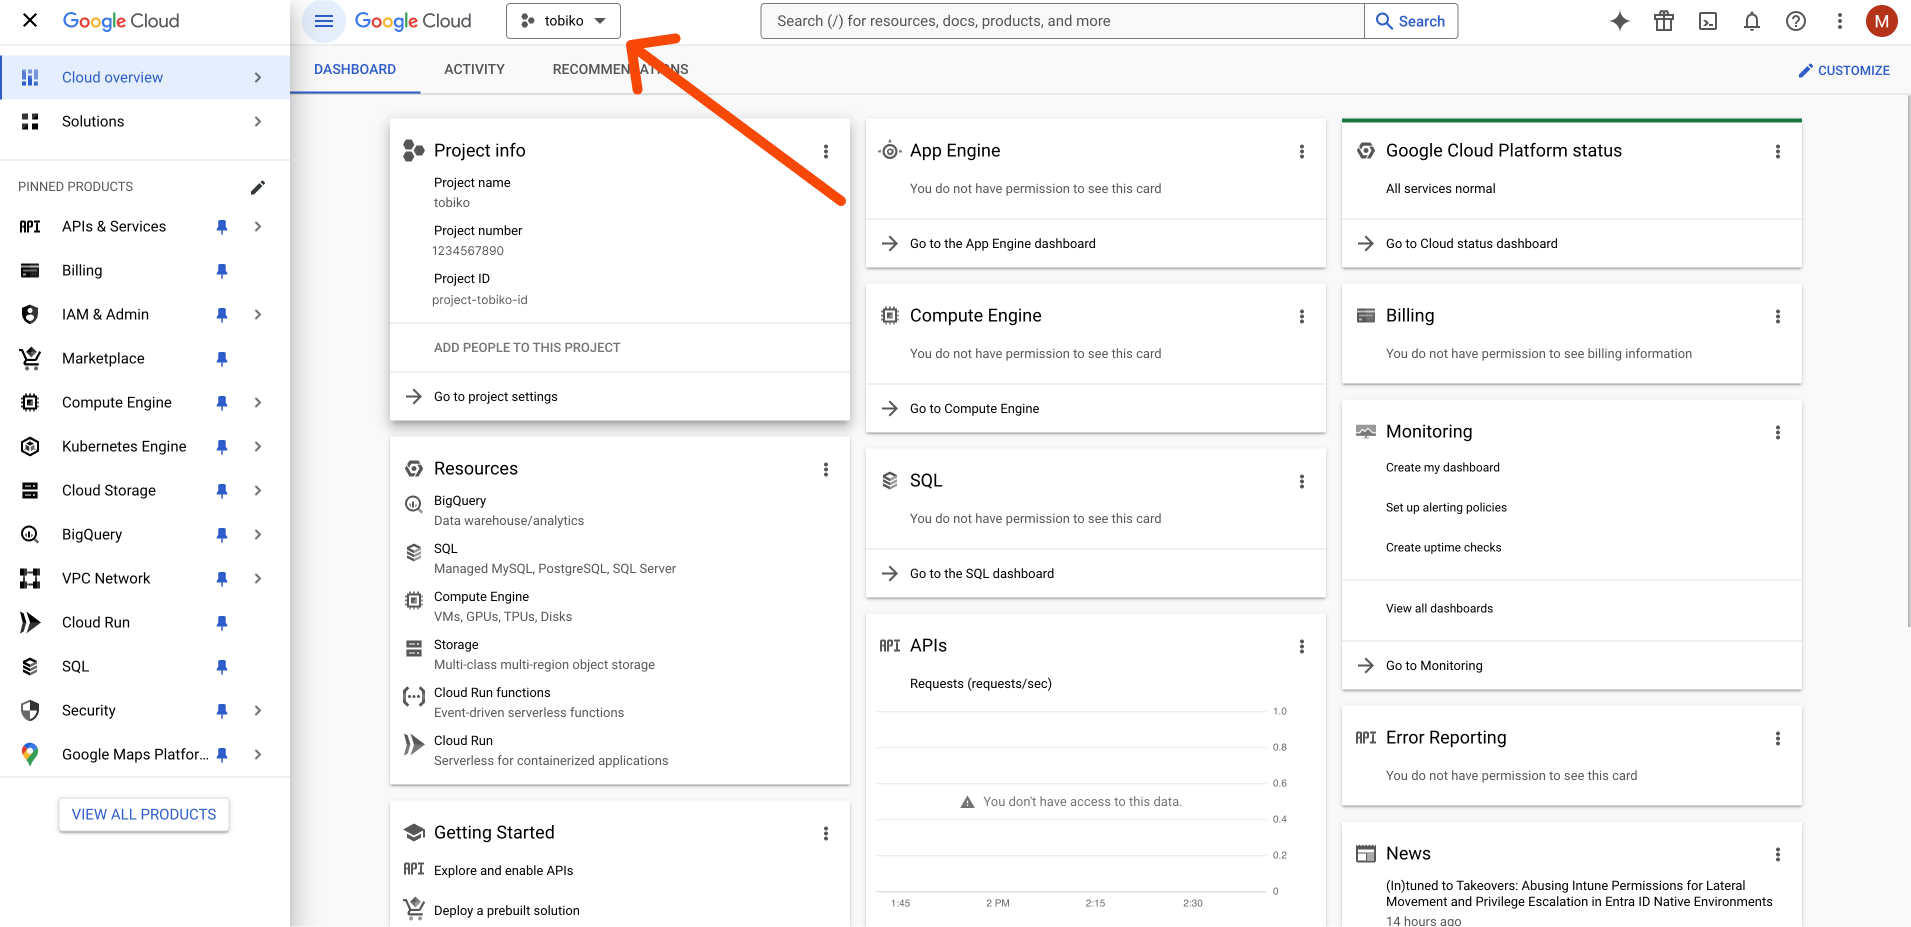 Google Cloud
Cloud overview
Solutions
PINNED PRODUCTS
API APIs & Services
Billing
IAM & Admin
Marketplace
Compute Engine
Kubernetes Engine
Cloud Storage
BigQuery
VPC Network
Cloud Run
SQL
Security
Google Maps Platfor...
VIEW ALL PRODUCTS
Google Cloud
tobiko
Search (/) for resources, docs, products, and more
Search
M
DASHBOARD
ACTIVITY
RECOMMENDATIONS
CUSTOMIZE
Project info
Project name
tobiko
Project number
1234567890
Project ID
project-tobiko-id
ADD PEOPLE TO THIS PROJECT
Go to project settings
Resources
BigQuery
Data warehouse/analytics
SQL
Managed MySQL, PostgreSQL, SQL Server
Compute Engine
VMs, GPUs, TPUs, Disks
Storage
Multi-class multi-region object storage
Cloud Run functions
Event-driven serverless functions
Cloud Run
Serverless for containerized applications
Getting Started
API Explore and enable APIs
Deploy a prebuilt solution
App Engine
You do not have permission to see this card
Go to the App Engine dashboard
Compute Engine
You do not have permission to see this card
Go to Compute Engine
SQL
You do not have permission to see this card
Go to the SQL dashboard
API APIs
Requests (requests/sec)
1.0
0.8
0.6
You don't have access to this data.
0.4
0.2
0
1:45 2 PM 2:15 2:30
Google Cloud Platform status
All services normal
Go to Cloud status dashboard
Billing
You do not have permission to see billing information
Monitoring
Create my dashboard
Set up alerting policies
Create uptime checks
View all dashboards
Go to Monitoring
API Error Reporting
You do not have permission to see this card
News
(In)tuned to Takeovers: Abusing Intune Permissions for Lateral
Movement and Privilege Escalation in Entra ID Native Environments
14 hours ago